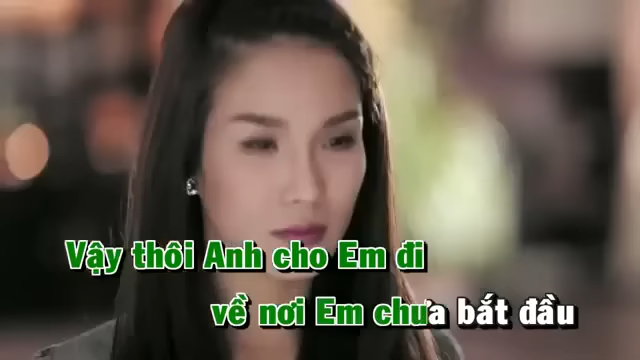 Vậy thôi Anh cho Em đi
về nơi Em chưa bắt đầu